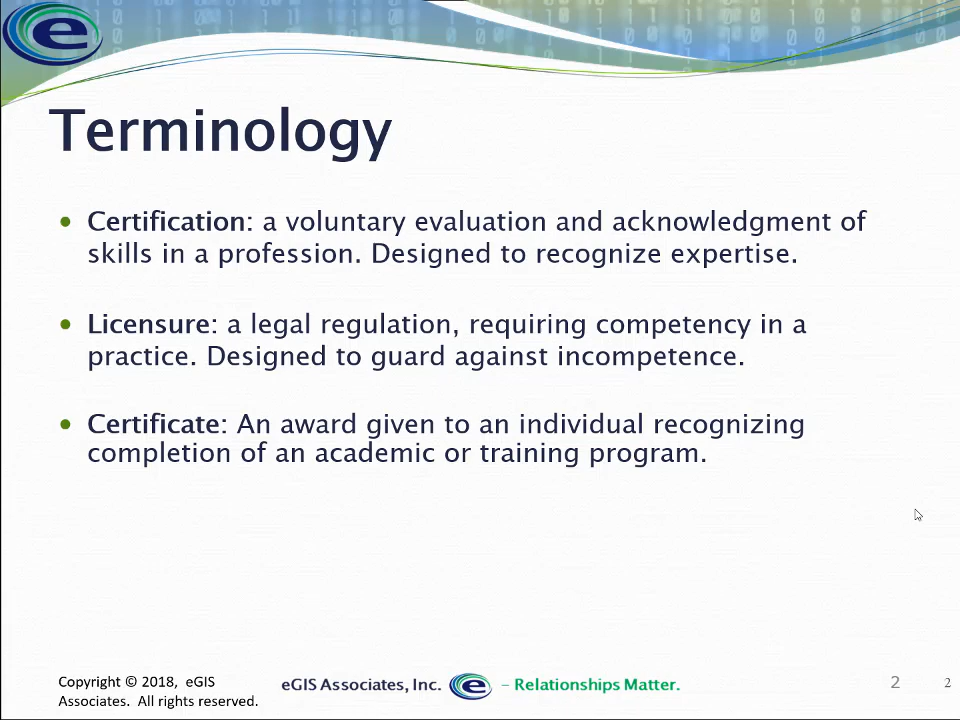 e
Terminology
• Certification: a voluntary evaluation and acknowledgment of
skills in a profession. Designed to recognize expertise.
• Licensure: a legal regulation, requiring competency in a
practice. Designed to guard against incompetence.
• Certificate: An award given to an individual recognizing
completion of an academic or training program.
Copyright © 2018, eGIS
Associates. All rights reserved.
eGIS Associates, Inc. e – Relationships Matter.
2
2